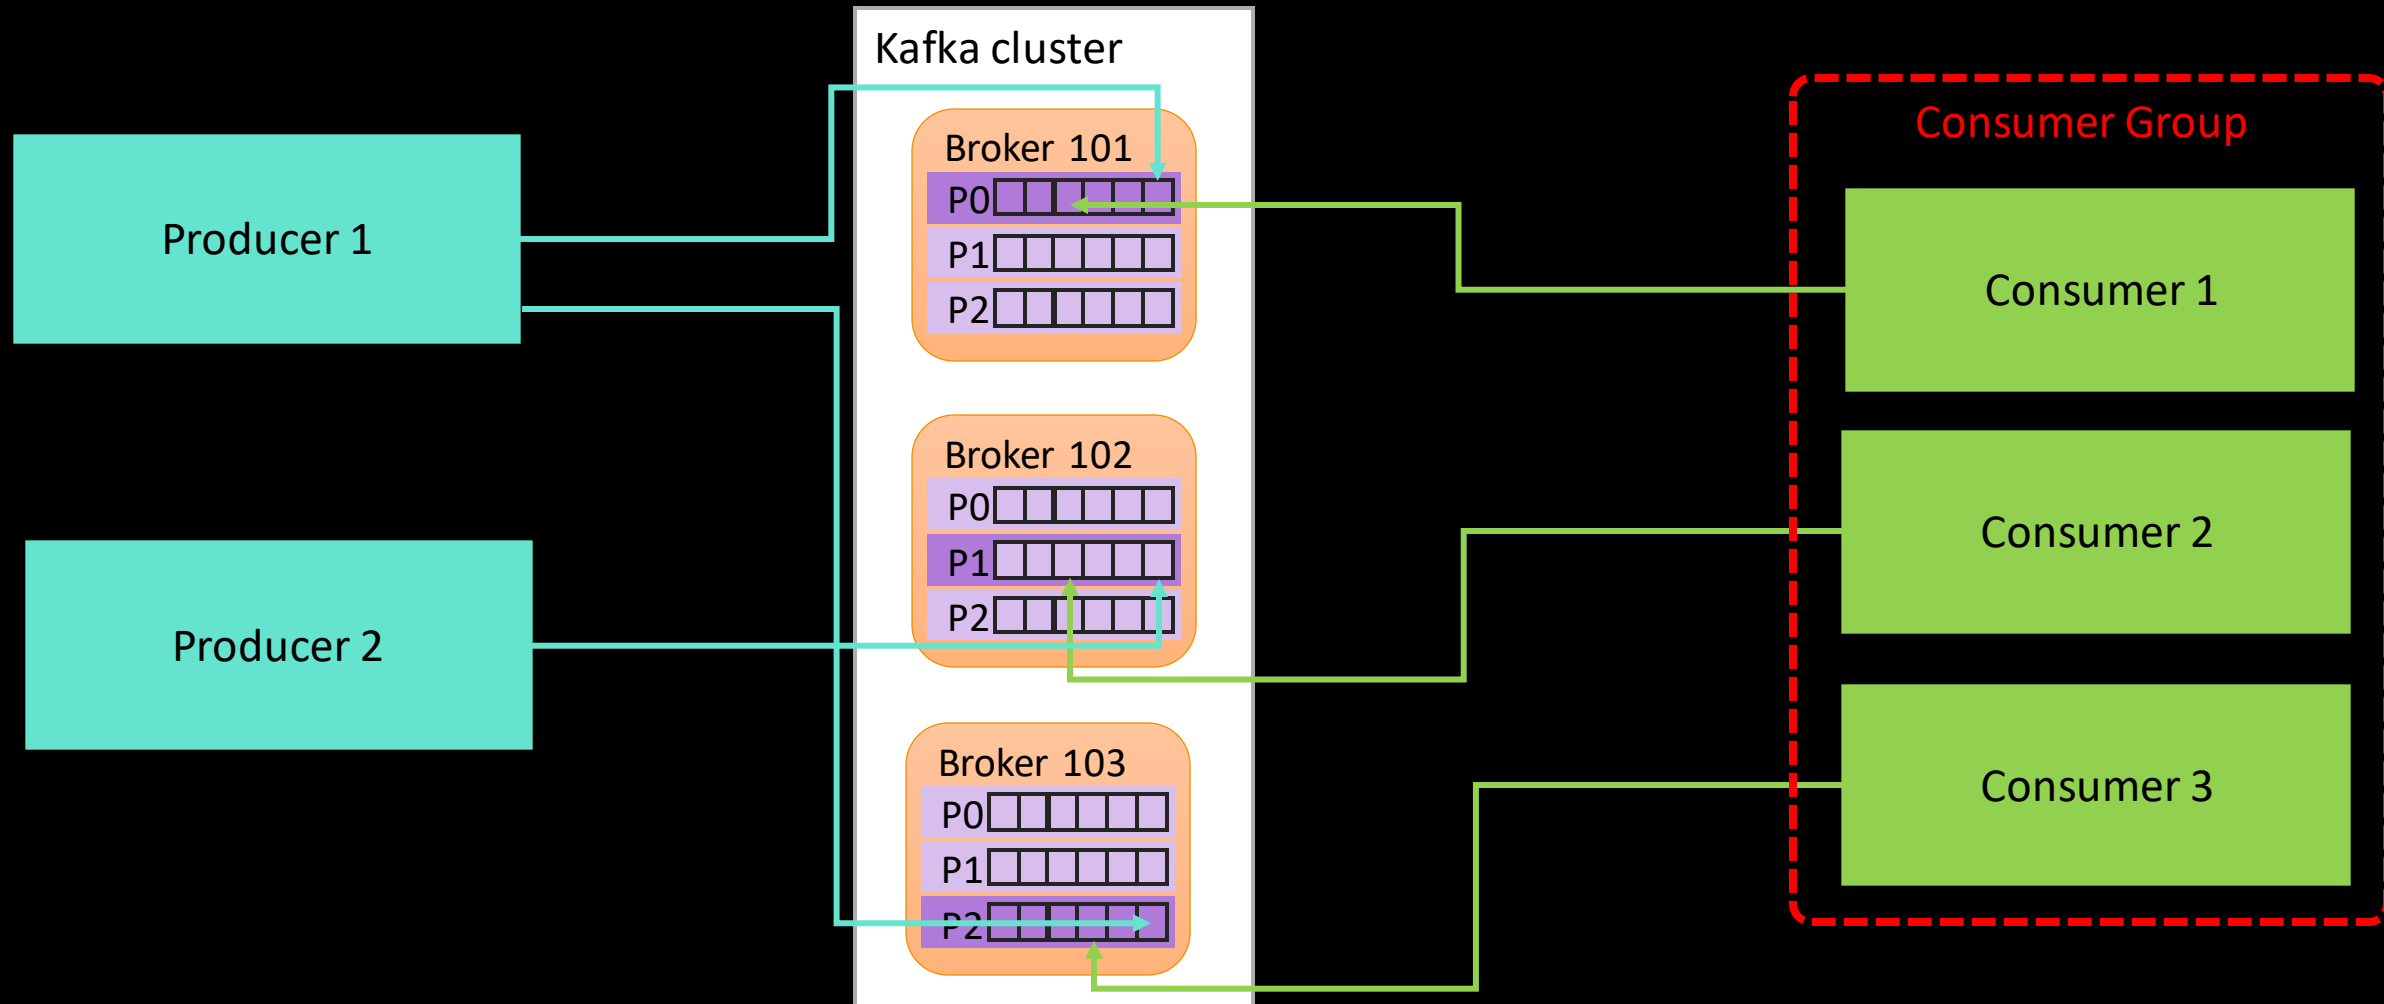 Kafka cluster
Producer 1
Producer 2
Broker 101
P0
P1
P2
Broker 102
P0
P1
P2
Broker 103
P0
P1
P2
Consumer Group
Consumer 1
Consumer 2
Consumer 3